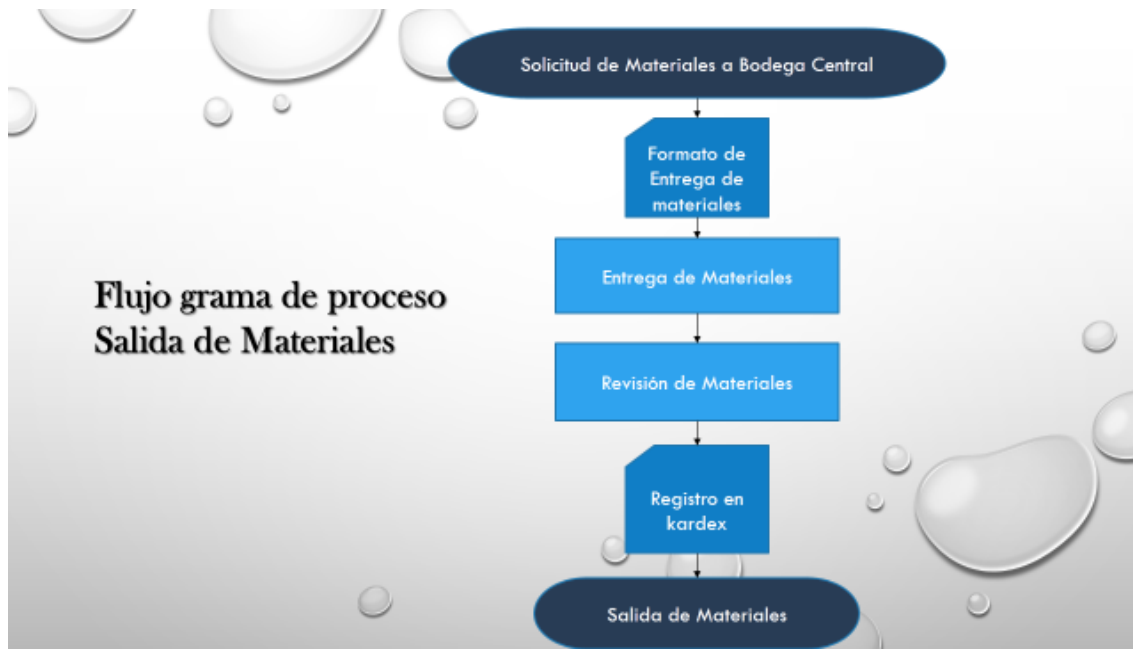 Solicitud de Materiales a Bodega Central
Formato de
Entrega de
materiales
Entrega de Materiales
Flujo grama de proceso
Salida de Materiales
Revisión de Materiales
Registro en
kardex
Salida de Materiales